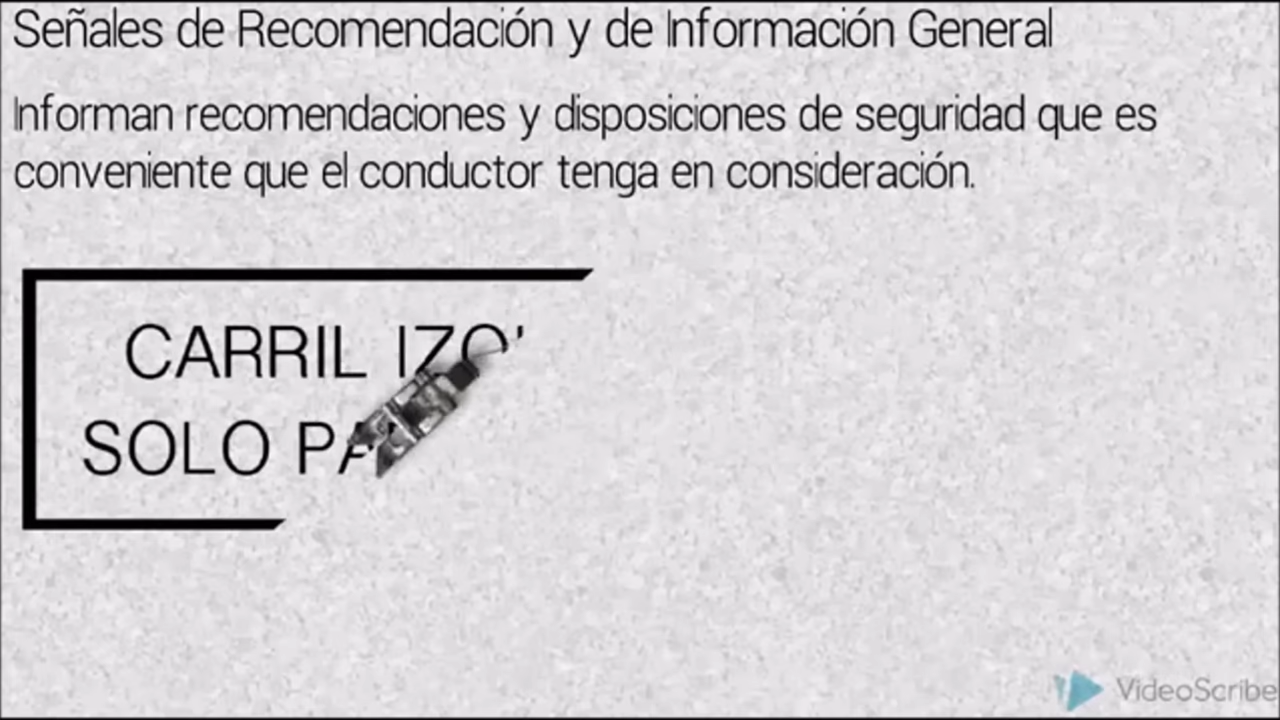 Señales de Recomendación y de Información General
Informan recomendaciones y disposiciones de seguridad que es
conveniente que el conductor tenga en consideración.
CARRIL
SOLO
VideoScribe